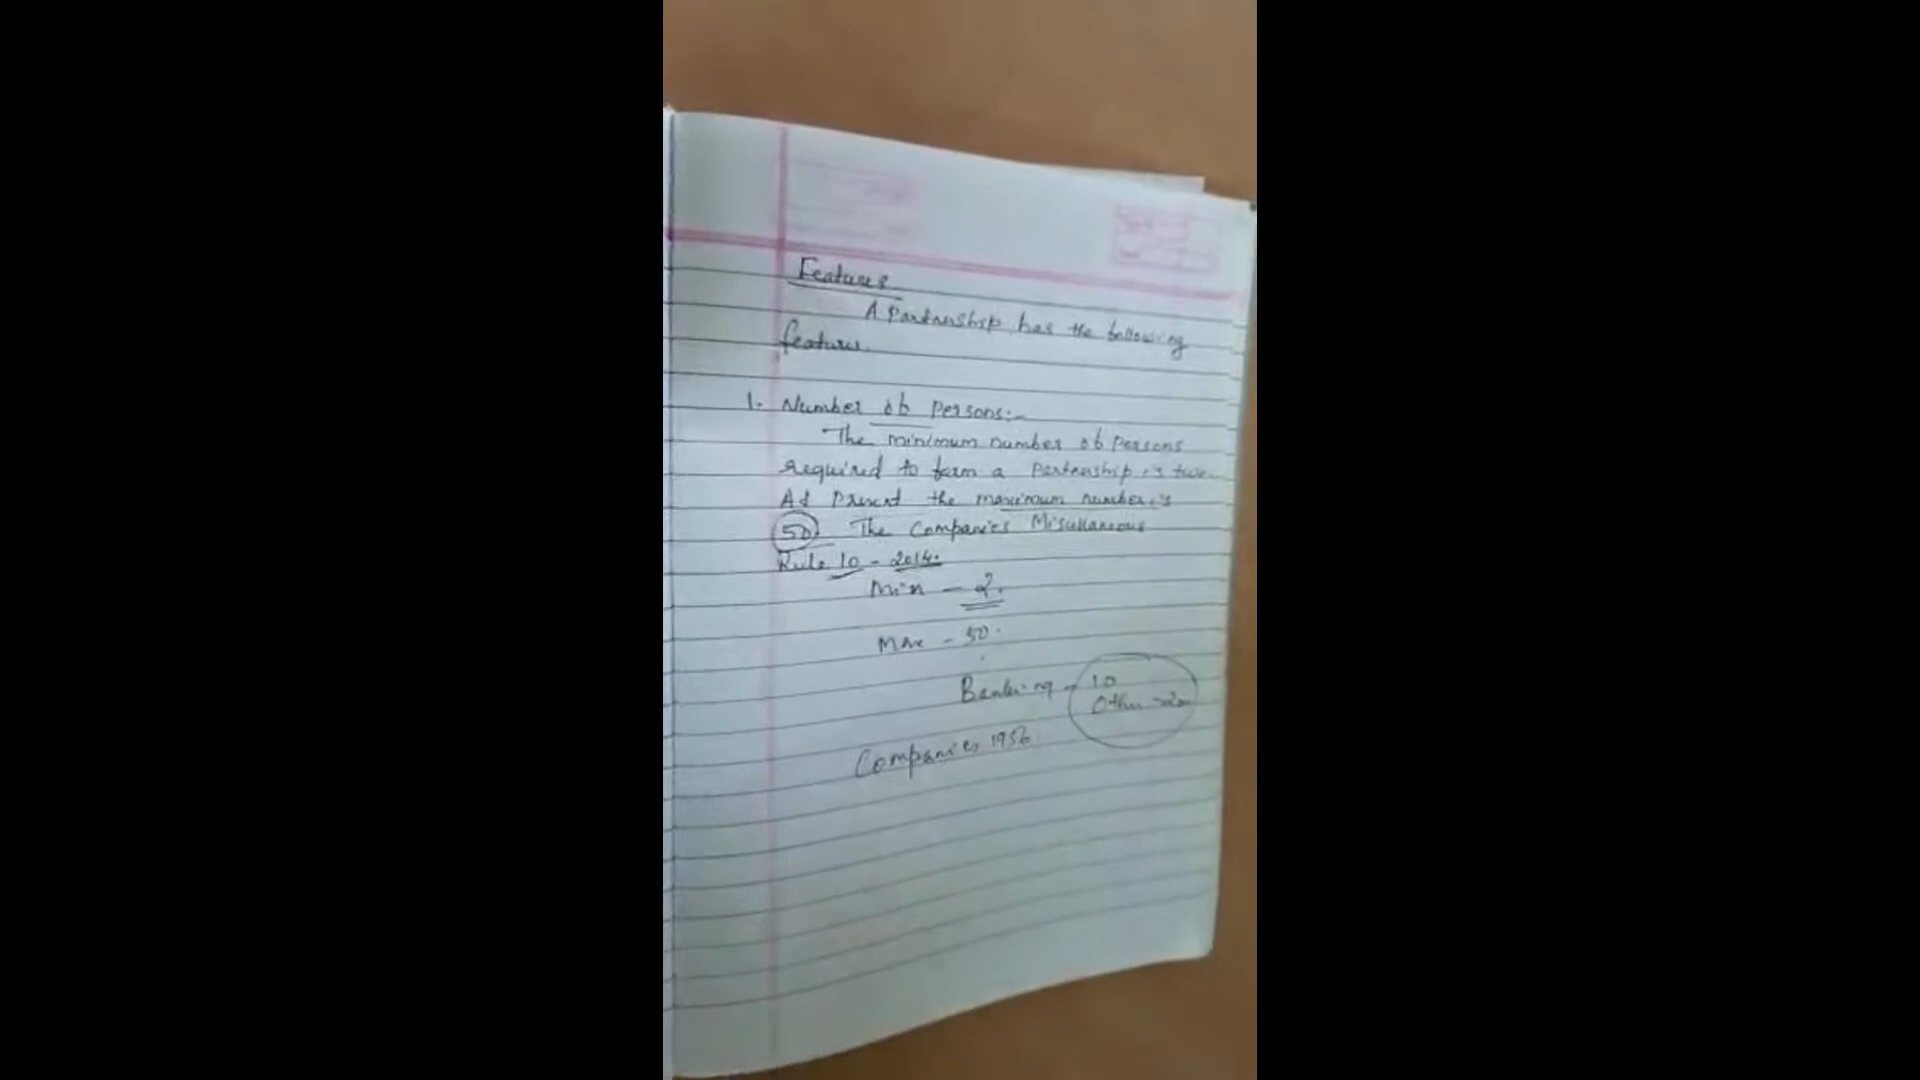 Features
A Partnership has the following
features.
1. Number of Persons:-
The minimum number of Persons
required to form a Partnership is two.
At Present the maximum number is
50. The Companies Miscellaneous
Rule 10 - 2014.
Min - 2.
Max - 50.
Banking - 10
Other - 20
Companies 1956